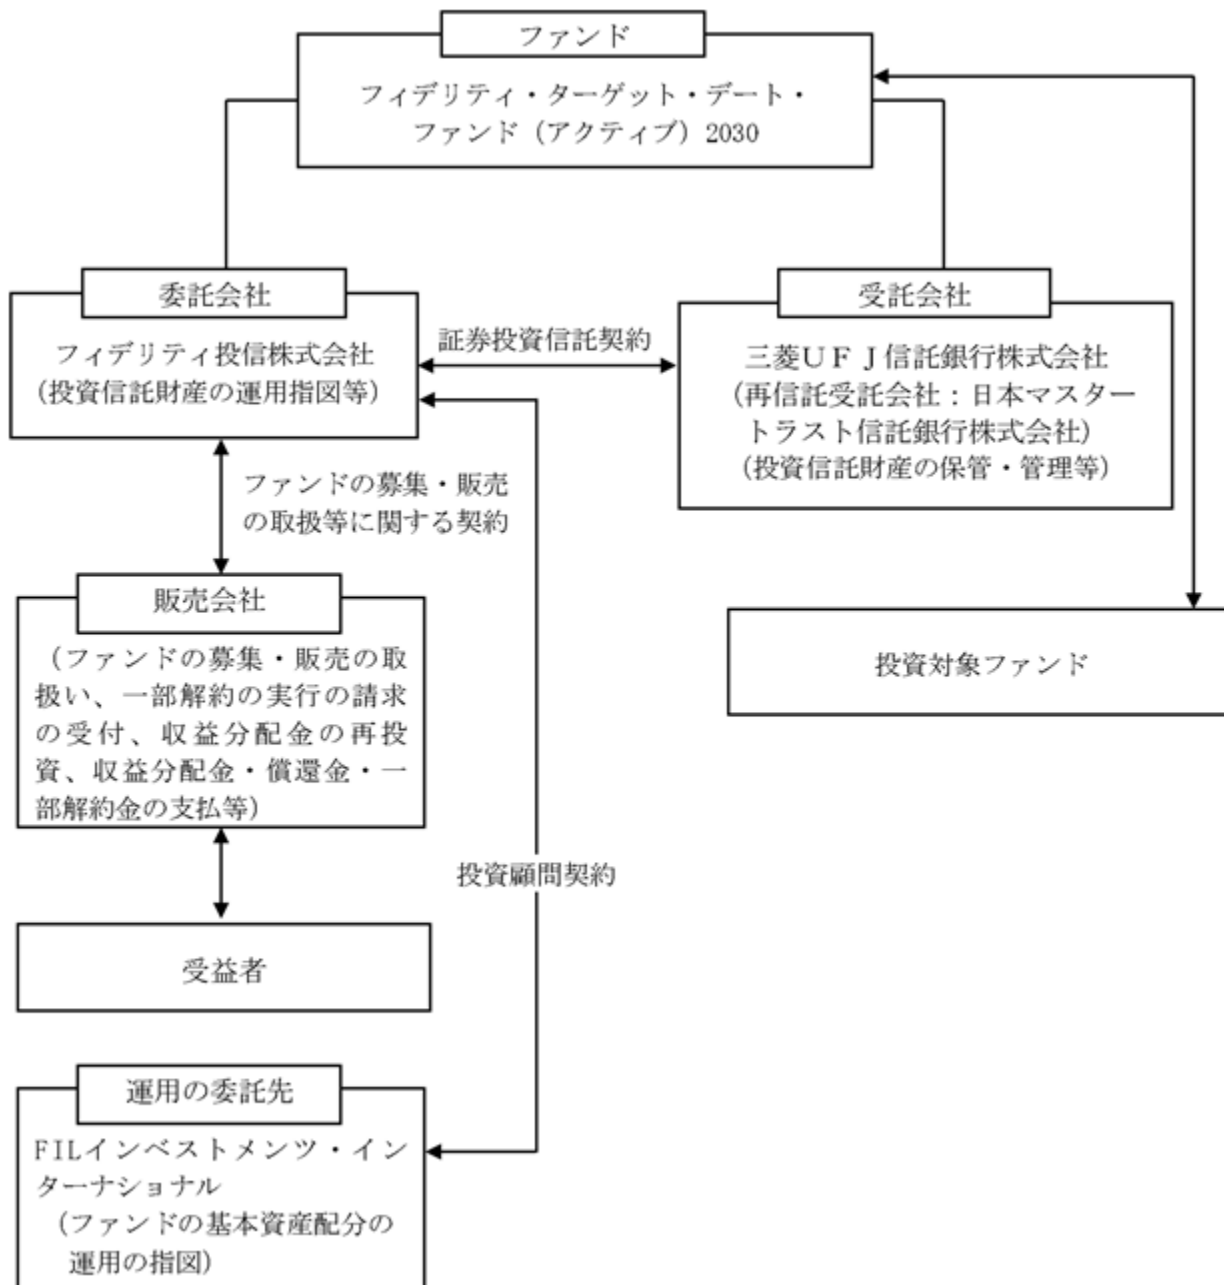 ファンド
フィデリティ・ターゲット・デート・
ファンド（アクティブ）2030
委託会社
フィデリティ投信株式会社
（投資信託財産の運用指図等）
証券投資信託契約
受託会社
三菱ＵＦＪ信託銀行株式会社
（再信託受託会社：日本マスター
トラスト信託銀行株式会社）
（投資信託財産の保管・管理等）
ファンドの募集・販売
の取扱等に関する契約
販売会社
（ファンドの募集・販売の取
扱い、一部解約の実行の請求
の受付、収益分配金の再投
資、収益分配金・償還金・一
部解約金の支払等）
投資対象ファンド
投資顧問契約
受益者
運用の委託先
FILインベストメンツ・イン
ターナショナル
（ファンドの基本資産配分の
運用の指図）